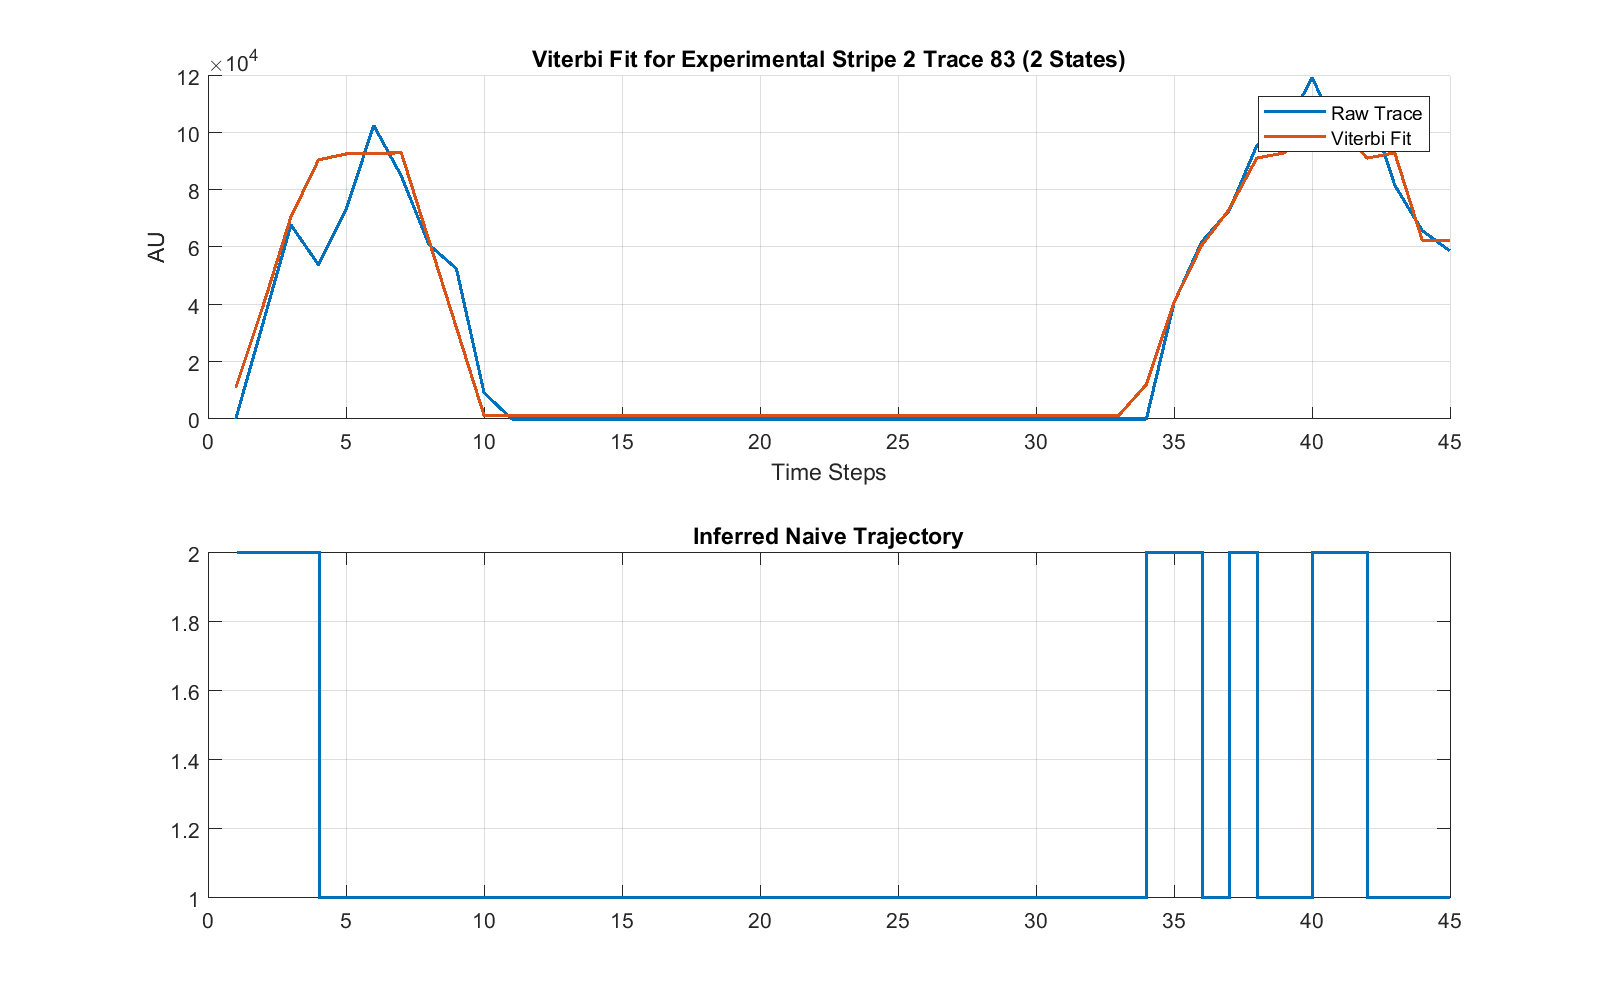 Viterbi Fit for Experimental Stripe 2 Trace 83 (2 States)
×10⁴
12
10
8
6
4
2
0
AU
Raw Trace
Viterbi Fit
0 5 10 15 20 25 30 35 40 45
Time Steps
Inferred Naive Trajectory
2
1.8
1.6
1.4
1.2
1
0 5 10 15 20 25 30 35 40 45